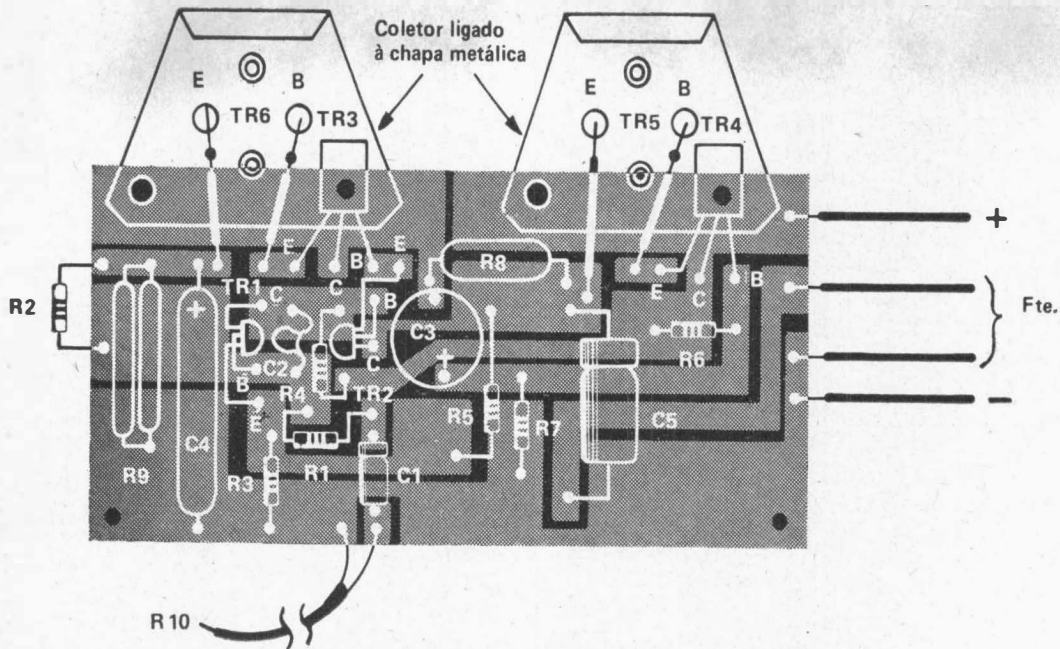 Coletor ligado
à chapa metálica
E B
TR6 TR3
E B
TR5 TR4
+
E B E
R8
TR1 C C B
R2
+
C3
E C B
Fte.
R6
B C2 C
+
R4 TR2
E
C4
R5 R7 C5
-
R9 R3 R1 C1
R10